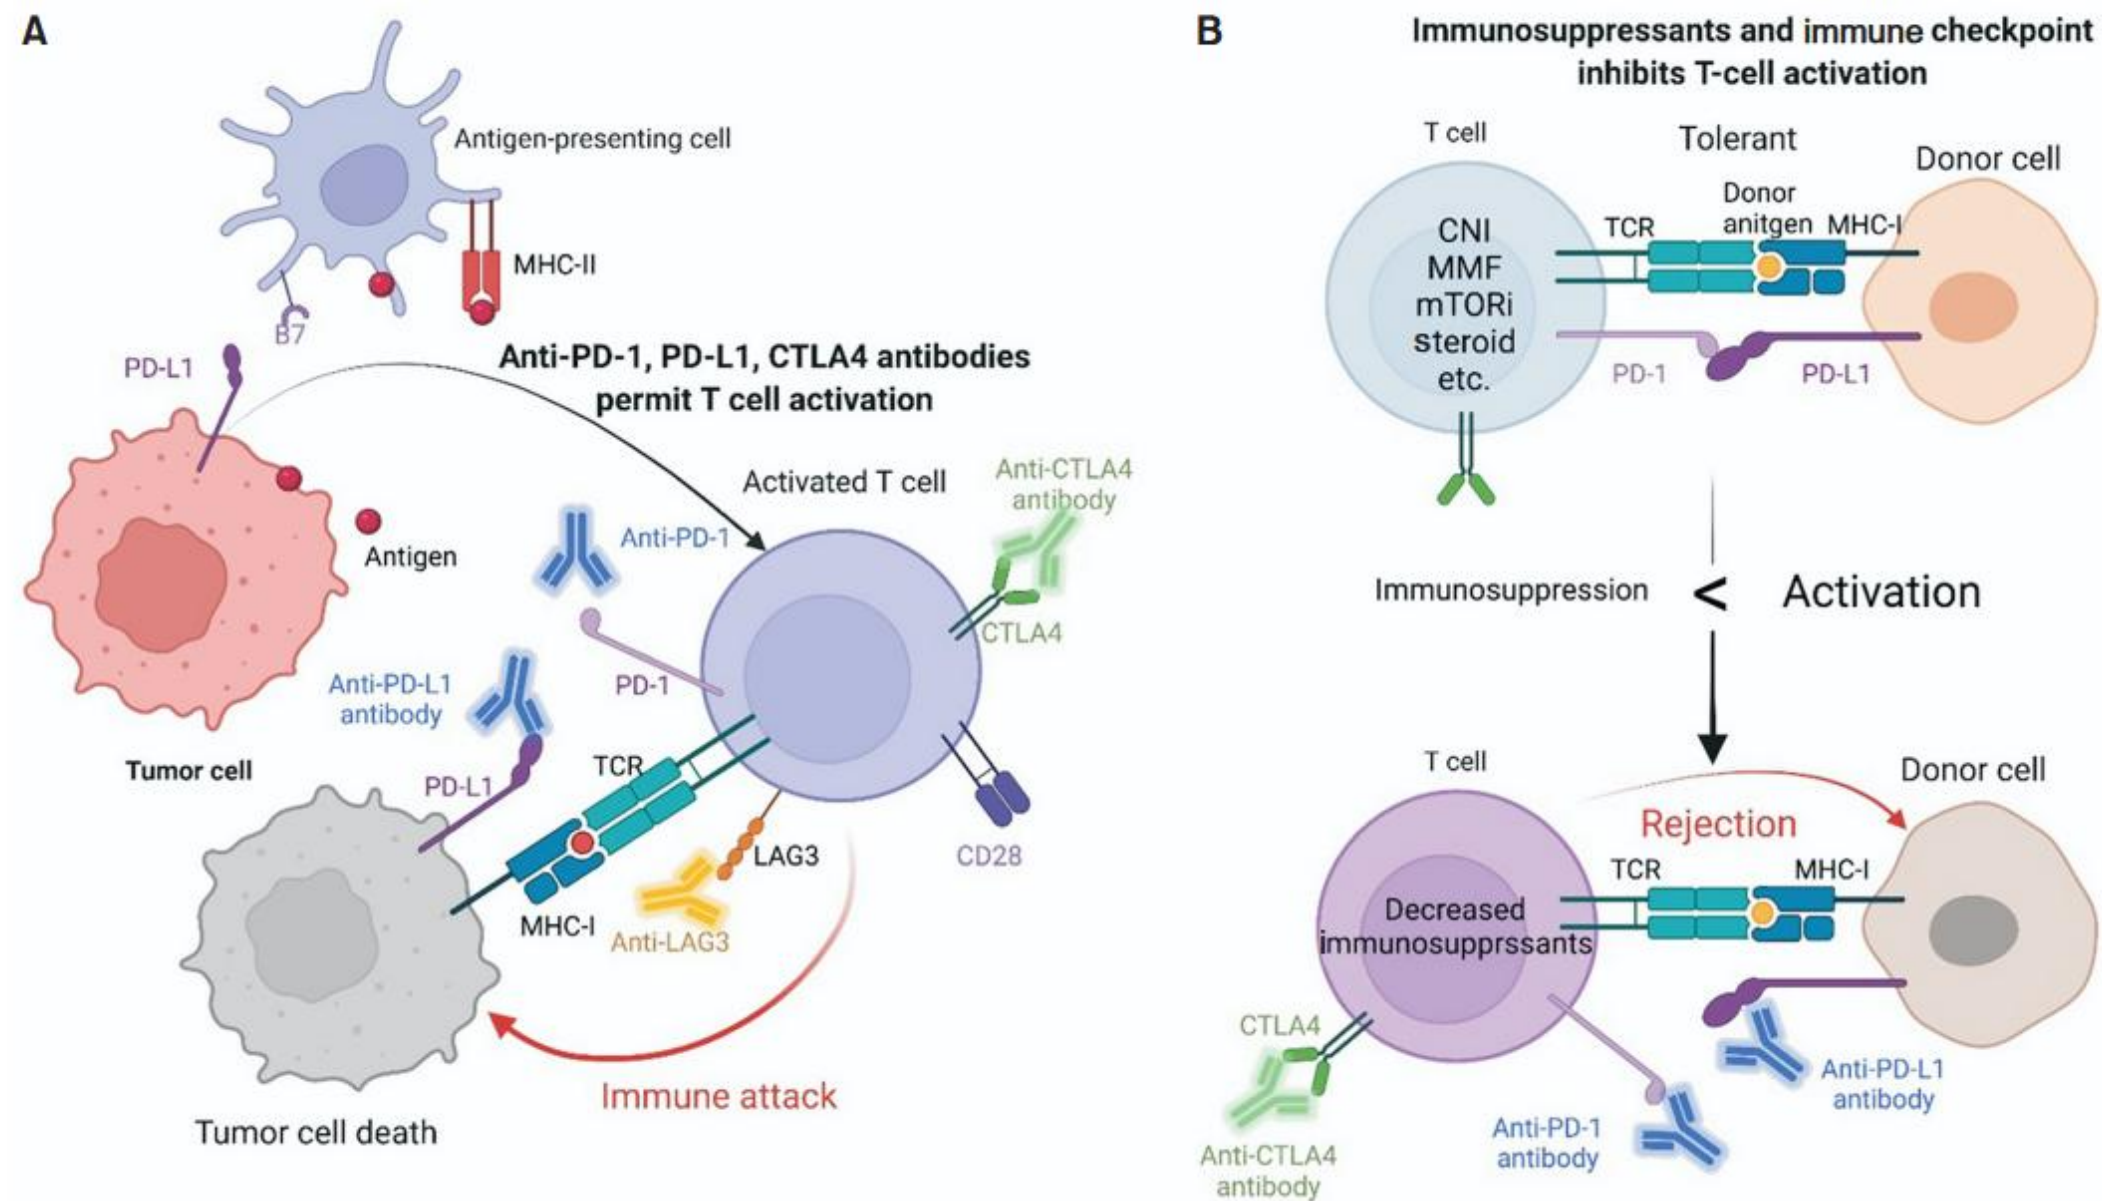 A
Antigen-presenting cell
MHC-II
B7
PD-L1
Anti-PD-1, PD-L1, CTLA4 antibodies
permit T cell activation
Activated T cell
Anti-CTLA4
antibody
Anti-PD-1
Antigen
CTLA4
PD-1
Anti-PD-L1
antibody
Tumor cell
TCR
PD-L1
LAG3
CD28
MHC-I
Anti-LAG3
Immune attack
Tumor cell death
B
Immunosuppressants and immune checkpoint
inhibits T-cell activation
T cell
Tolerant
Donor cell
Donor
anitgen
TCR
MHC-I
CNI
MMF
mTORi
steroid
etc.
PD-1
PD-L1
Immunosuppression < Activation
T cell
Donor cell
Rejection
TCR
MHC-I
Decreased
immunosupprssants
CTLA4
Anti-CTLA4
antibody
Anti-PD-1
antibody
Anti-PD-L1
antibody